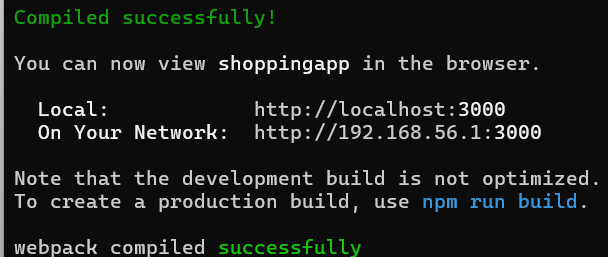 Compiled successfully!
You can now view shoppingapp in the browser.
Local: http://localhost:3000
On Your Network: http://192.168.56.1:3000
Note that the development build is not optimized.
To create a production build, use npm run build.
webpack compiled successfully